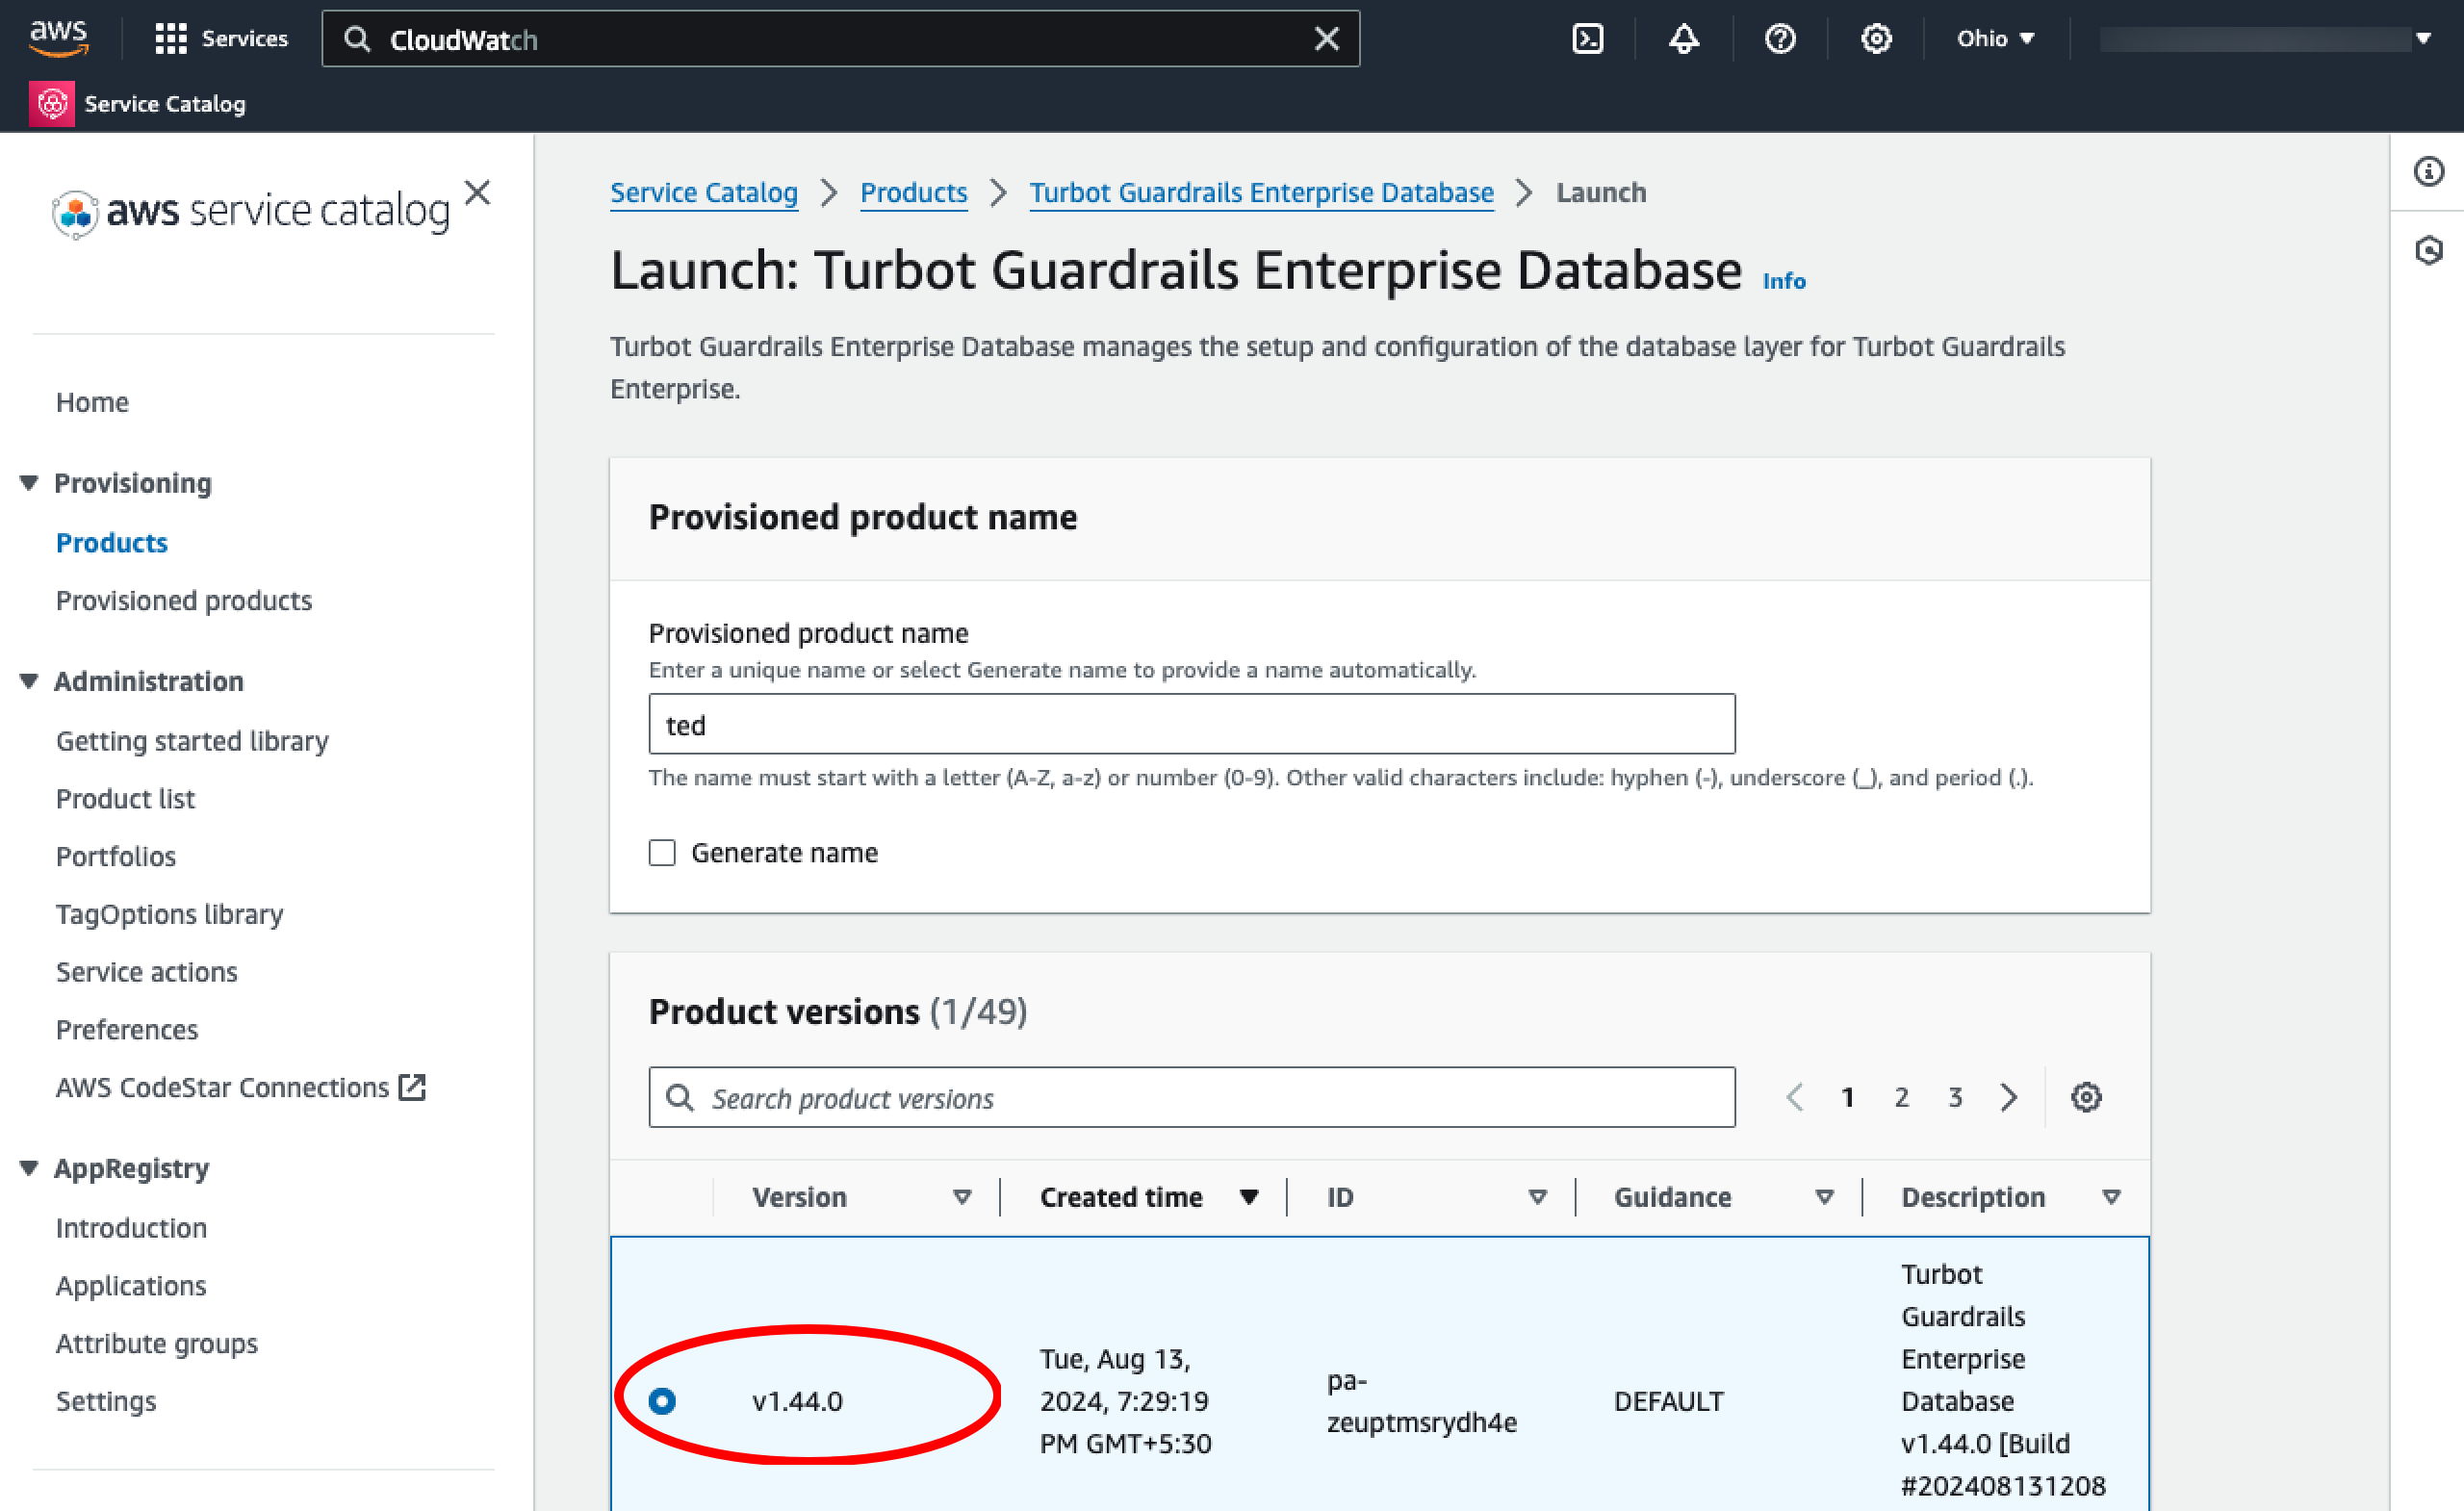 aws
Services
CloudWatch
Ohio
Service Catalog
aws service catalog
Home
Provisioning
Products
Provisioned products
Administration
Getting started library
Product list
Portfolios
TagOptions library
Service actions
Preferences
AWS CodeStar Connections
AppRegistry
Introduction
Applications
Attribute groups
Settings
Service Catalog > Products > Turbot Guardrails Enterprise Database > Launch
Launch: Turbot Guardrails Enterprise Database Info
Turbot Guardrails Enterprise Database manages the setup and configuration of the database layer for Turbot Guardrails
Enterprise.
Provisioned product name
Provisioned product name
Enter a unique name or select Generate name to provide a name automatically.
ted
The name must start with a letter (A-Z, a-z) or number (0-9). Other valid characters include: hyphen (-), underscore (_), and period (.).
Generate name
Product versions (1/49)
Search product versions
1 2 3
Version Created time ID Guidance Description
v1.44.0
Tue, Aug 13,
2024, 7:29:19
PM GMT+5:30
pa-
zeuptmsrydh4e
DEFAULT
Turbot
Guardrails
Enterprise
Database
v1.44.0 [Build
#202408131208